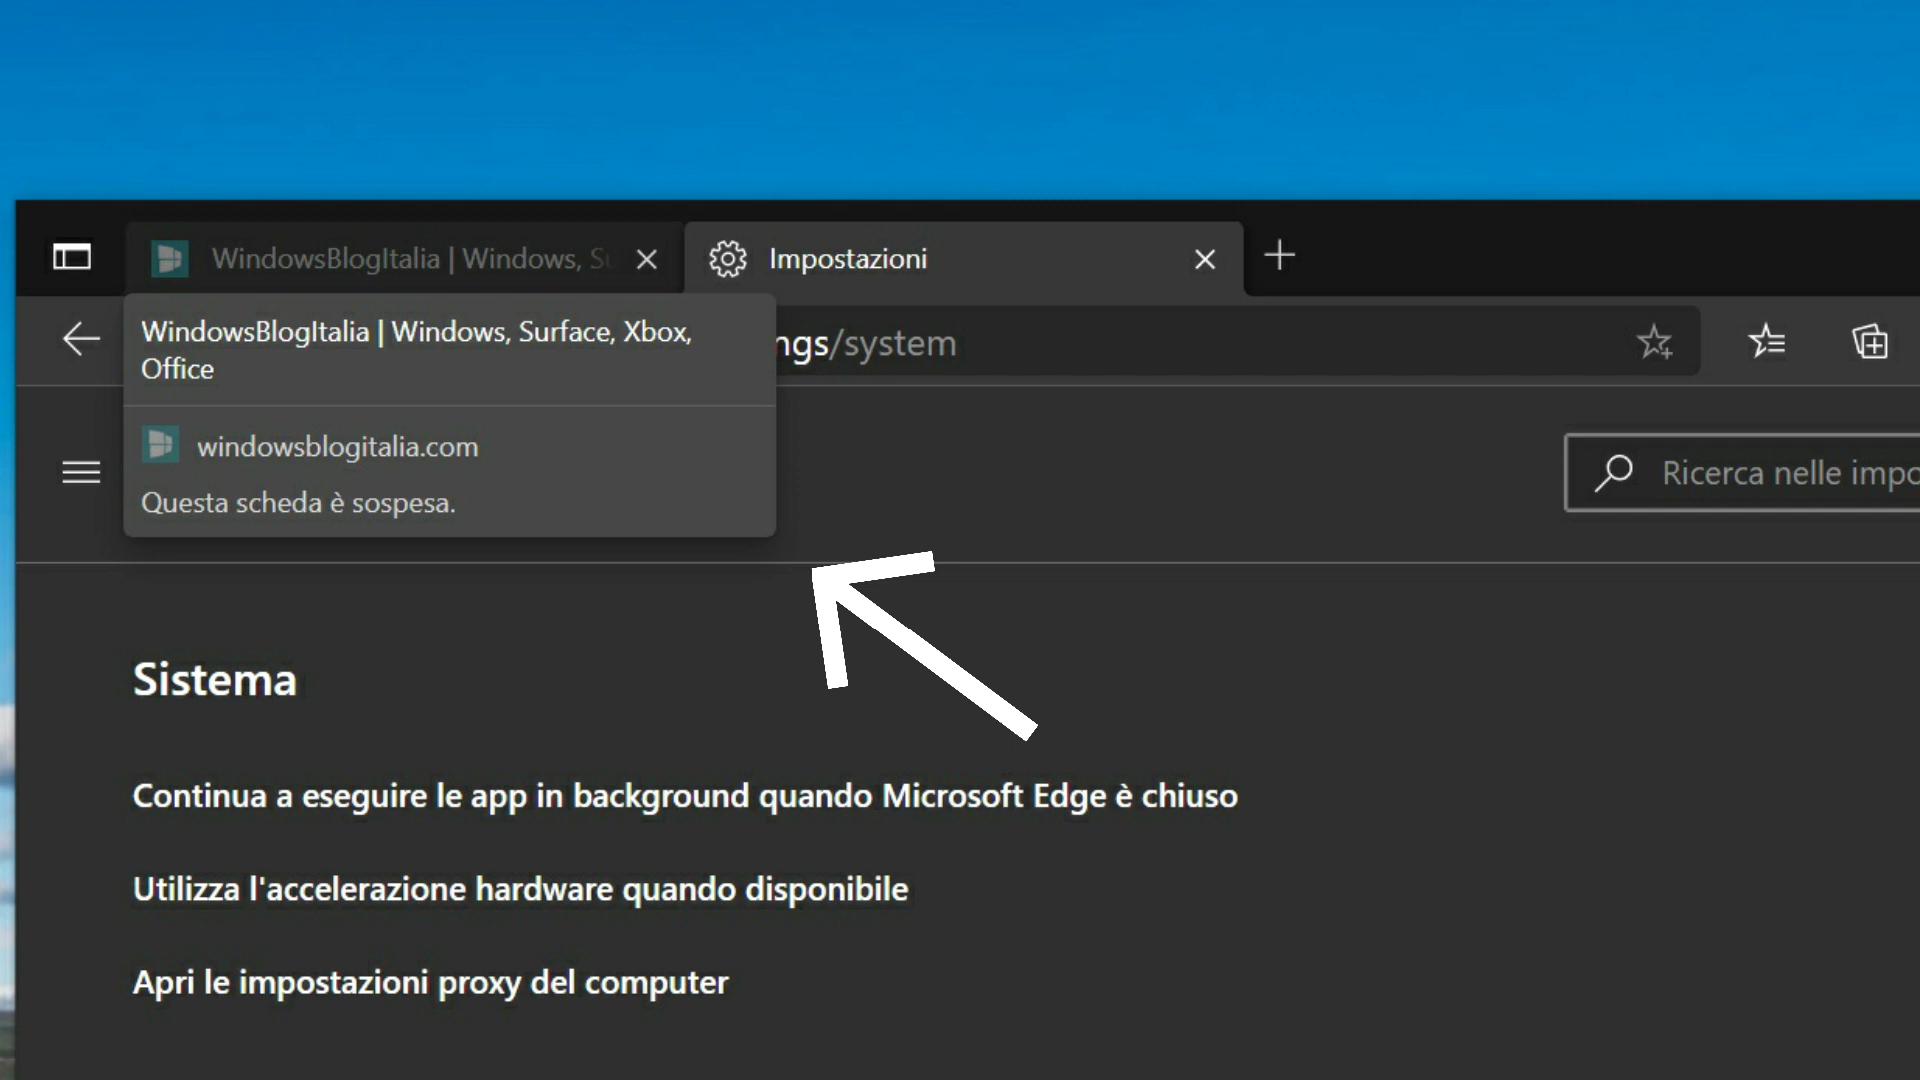 WindowsBlogItalia | Windows, Su
Impostazioni
WindowsBlogItalia | Windows, Surface, Xbox,
Office
ngs/system
windowsblogitalia.com
Questa scheda è sospesa.
Ricerca nelle impo
Sistema
Continua a eseguire le app in background quando Microsoft Edge è chiuso
Utilizza l'accelerazione hardware quando disponibile
Apri le impostazioni proxy del computer